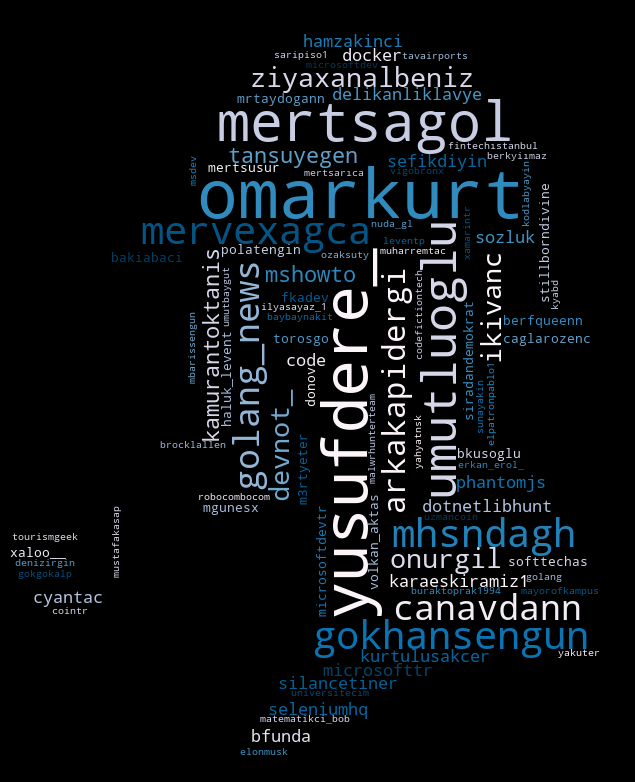 hamzakinci
saripiso1
docker
tavairports
microsoftdev
ziyaxanalbeniz
mrtaydogann
delikanliklavye
mertsagol
fintechistanbul
tansuyegen
sefikdiyin
berkyiimaz
msdev
mertsusur
mertsarica
vigobronx
kodlabyayin
omarkurt
stillborndivine
mervexagca
nuda_gl
xamarintr
sozluk
leventp
bakiabaci
polatengin
ozaksuty
muharremtac
kamurantoktanis
umutbaygut
golang_news
mshowto
yusufdere_
arkakapidergi
codefictiontech
umutluoglu
ikivanc
kyabd
fkadev
ilyasayaz_1
baybaynakit
siradandemokrat
berfqueenn
mbarissengun
haluk_levent
torosgo
caglarozenc
code
donovo
sunayakin
elpatronpablo1
devnot_
malwrhunterteam
yahyatnsk
brocklallen
m3rtyeter
bkusoglu
erkan_erol_
phantomjs
robocombocom
mgunesx
microsoftdevtr
volkan_aktas
dotnetlibhunt
uzmancoin
mhsndagh
mustafakasap
tourismgeek
xaloo__
denizirgin
gokgokalp
onurgil
softtechas
karaeskiramiz1
golang
cyantac
cointr
buraktoprak1994
mayorofkampus
canavdann
gokhansengun
yakuter
kurtulusakcer
microsofttr
silancetiner
universitecim
seleniumhq
matematikci_bob
bfunda
elonmusk